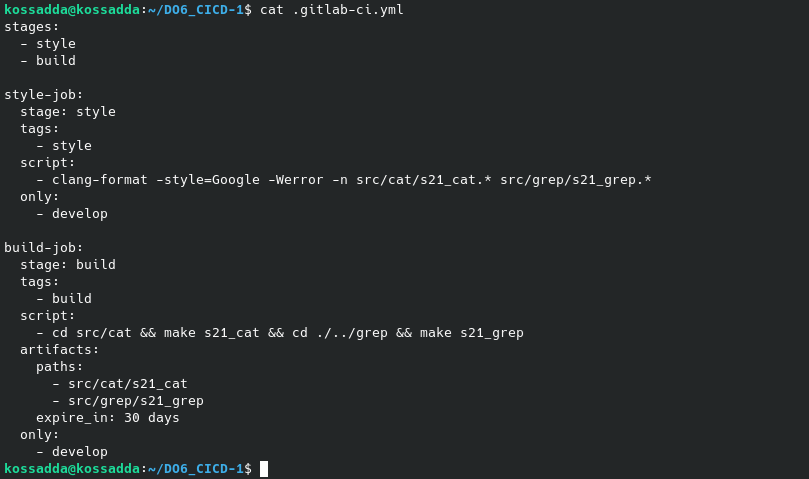 kossadda@kossadda:~/DO6_CICD-1$ cat .gitlab-ci.yml
stages:
  - style
  - build

style-job:
  stage: style
  tags:
    - style
  script:
    - clang-format -style=Google -Werror -n src/cat/s21_cat.* src/grep/s21_grep.*
  only:
    - develop

build-job:
  stage: build
  tags:
    - build
  script:
    - cd src/cat && make s21_cat && cd ./../grep && make s21_grep
  artifacts:
    paths:
      - src/cat/s21_cat
      - src/grep/s21_grep
    expire_in: 30 days
  only:
    - develop
kossadda@kossadda:~/DO6_CICD-1$